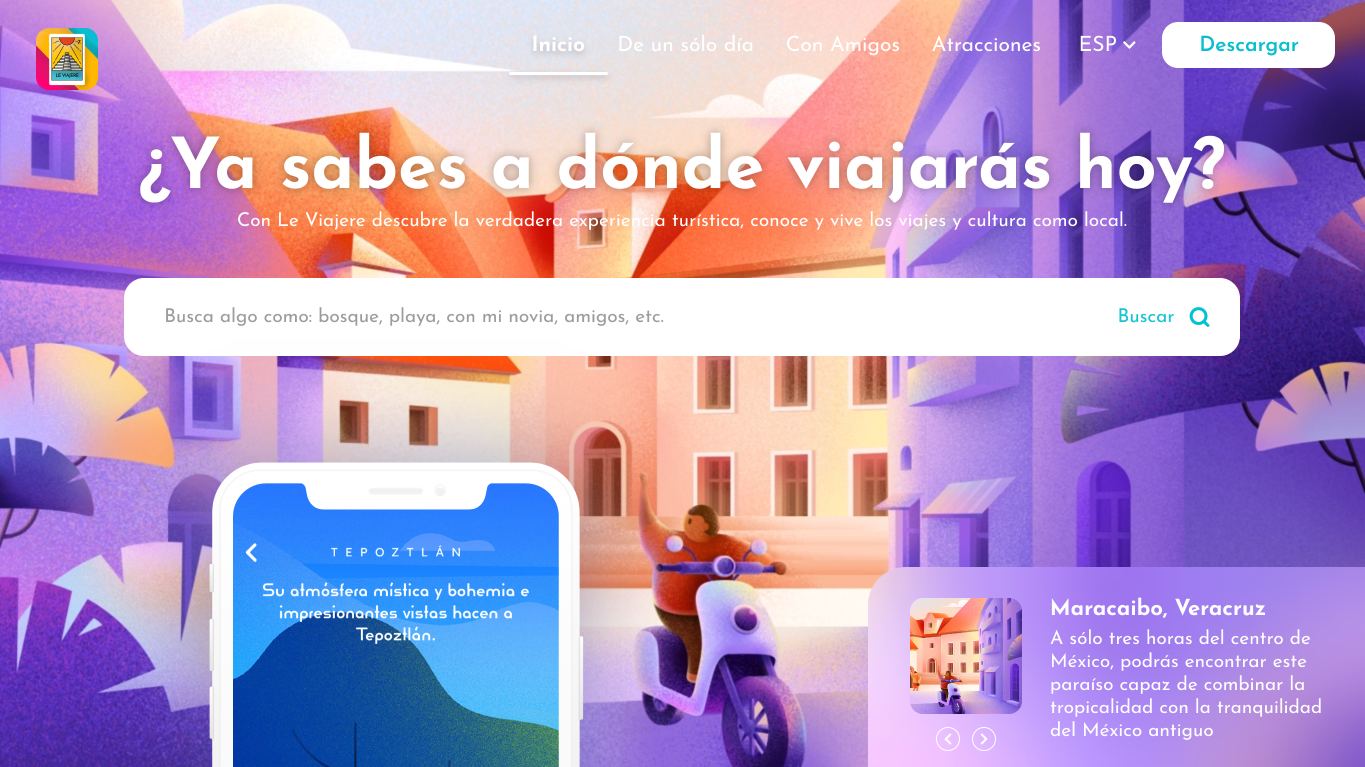 LE VIAJERE
Inicio
De un sólo día
Con Amigos
Atracciones
ESP
Descargar
¿Ya sabes a dónde viajarás hoy?
Con Le Viajere descubre la verdadera experiencia turística, conoce y vive los viajes y cultura como local.
Busca algo como: bosque, playa, con mi novia, amigos, etc.
Buscar
TEPOZTLÁN
Su atmósfera mística y bohemia e
impresionantes vistas hacen a
Tepoztlán.
Maracaibo, Veracruz
A sólo tres horas del centro de
México, podrás encontrar este
paraíso capaz de combinar la
tropicalidad con la tranquilidad
del México antiguo